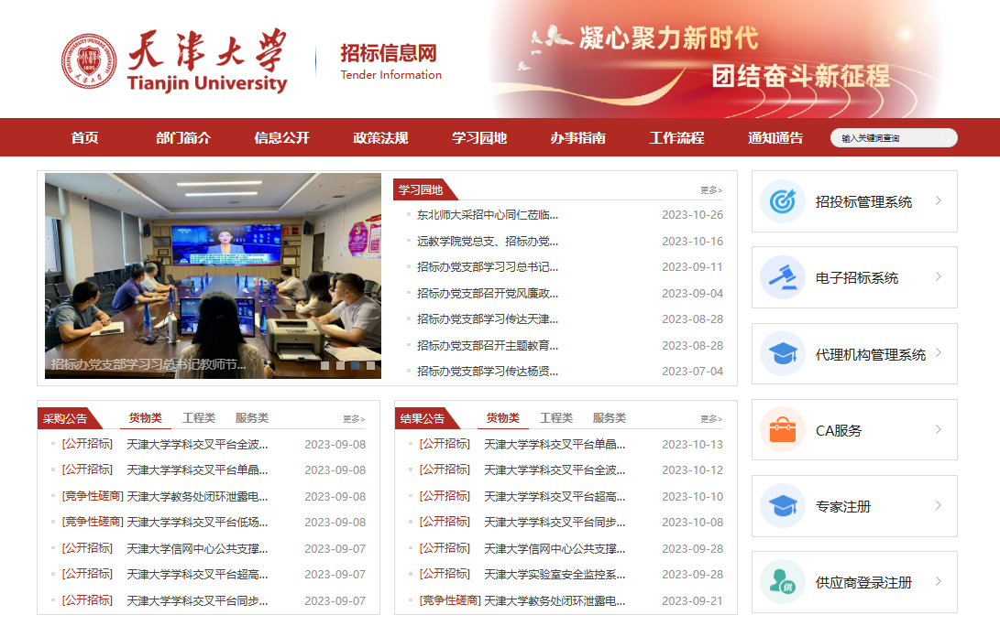 天津大学
Tianjin University
招标信息网
Tender Information
凝心聚力新时代
团结奋斗新征程
首页 部门简介 信息公开 政策法规 学习园地 办事指南 工作流程 通知通告 输入关键词查询
招标办党支部学习习总书记教师节...
学习园地 更多>
东北师大采招中心同仁莅临... 2023-10-26
远教学院党总支、招标办党... 2023-10-16
招标办党支部学习习总书记... 2023-09-11
招标办党支部召开党风廉政... 2023-09-04
招标办党支部学习传达天津... 2023-08-28
招标办党支部召开主题教育... 2023-08-28
招标办党支部学习传达杨贤... 2023-07-04
采购公告 货物类 工程类 服务类 更多>
[公开招标] 天津大学学科交叉平台全波... 2023-09-08
[公开招标] 天津大学学科交叉平台单晶... 2023-09-08
[竞争性磋商] 天津大学教务处闭环泄露电... 2023-09-08
[竞争性磋商] 天津大学学科交叉平台低场... 2023-09-08
[公开招标] 天津大学信网中心公共支撑... 2023-09-07
[公开招标] 天津大学学科交叉平台超高... 2023-09-07
[公开招标] 天津大学学科交叉平台同步... 2023-09-07
结果公告 货物类 工程类 服务类 更多>
[公开招标] 天津大学学科交叉平台单晶... 2023-10-13
[公开招标] 天津大学学科交叉平台全波... 2023-10-12
[公开招标] 天津大学学科交叉平台超高... 2023-10-10
[公开招标] 天津大学学科交叉平台同步... 2023-10-08
[公开招标] 天津大学信网中心公共支撑... 2023-09-28
[公开招标] 天津大学实验室安全监控系... 2023-09-28
[竞争性磋商] 天津大学教务处闭环泄露电... 2023-09-21
招投标管理系统
电子招标系统
代理机构管理系统
CA服务
专家注册
供
供应商登录注册